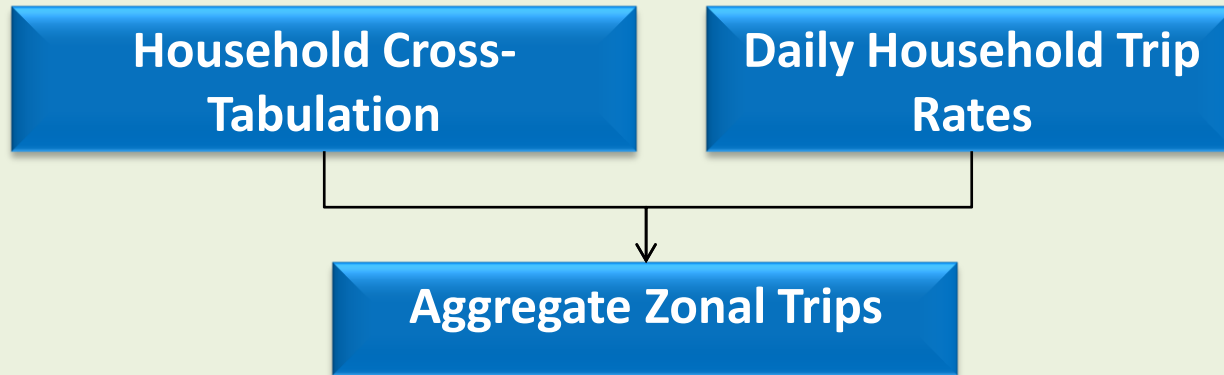 Household Cross-
Tabulation
Daily Household Trip
Rates
Aggregate Zonal Trips